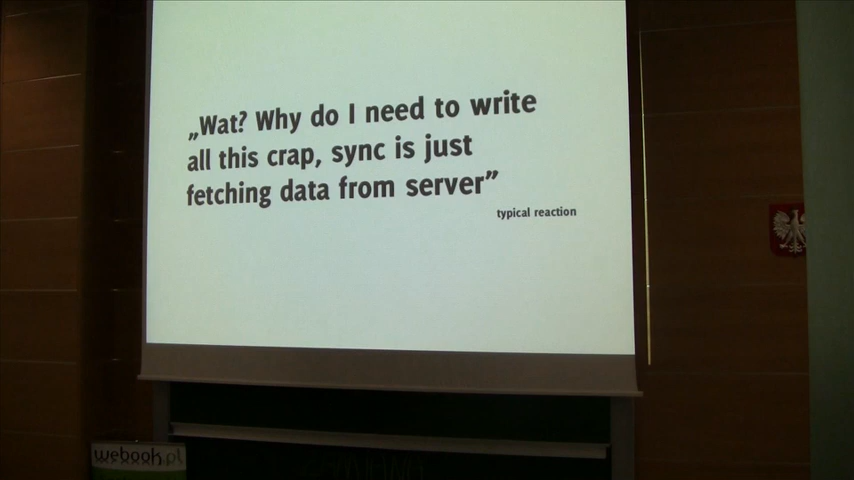 „Wat? Why do I need to write
all this crap, sync is just
fetching data from server”
typical reaction
webook.pl